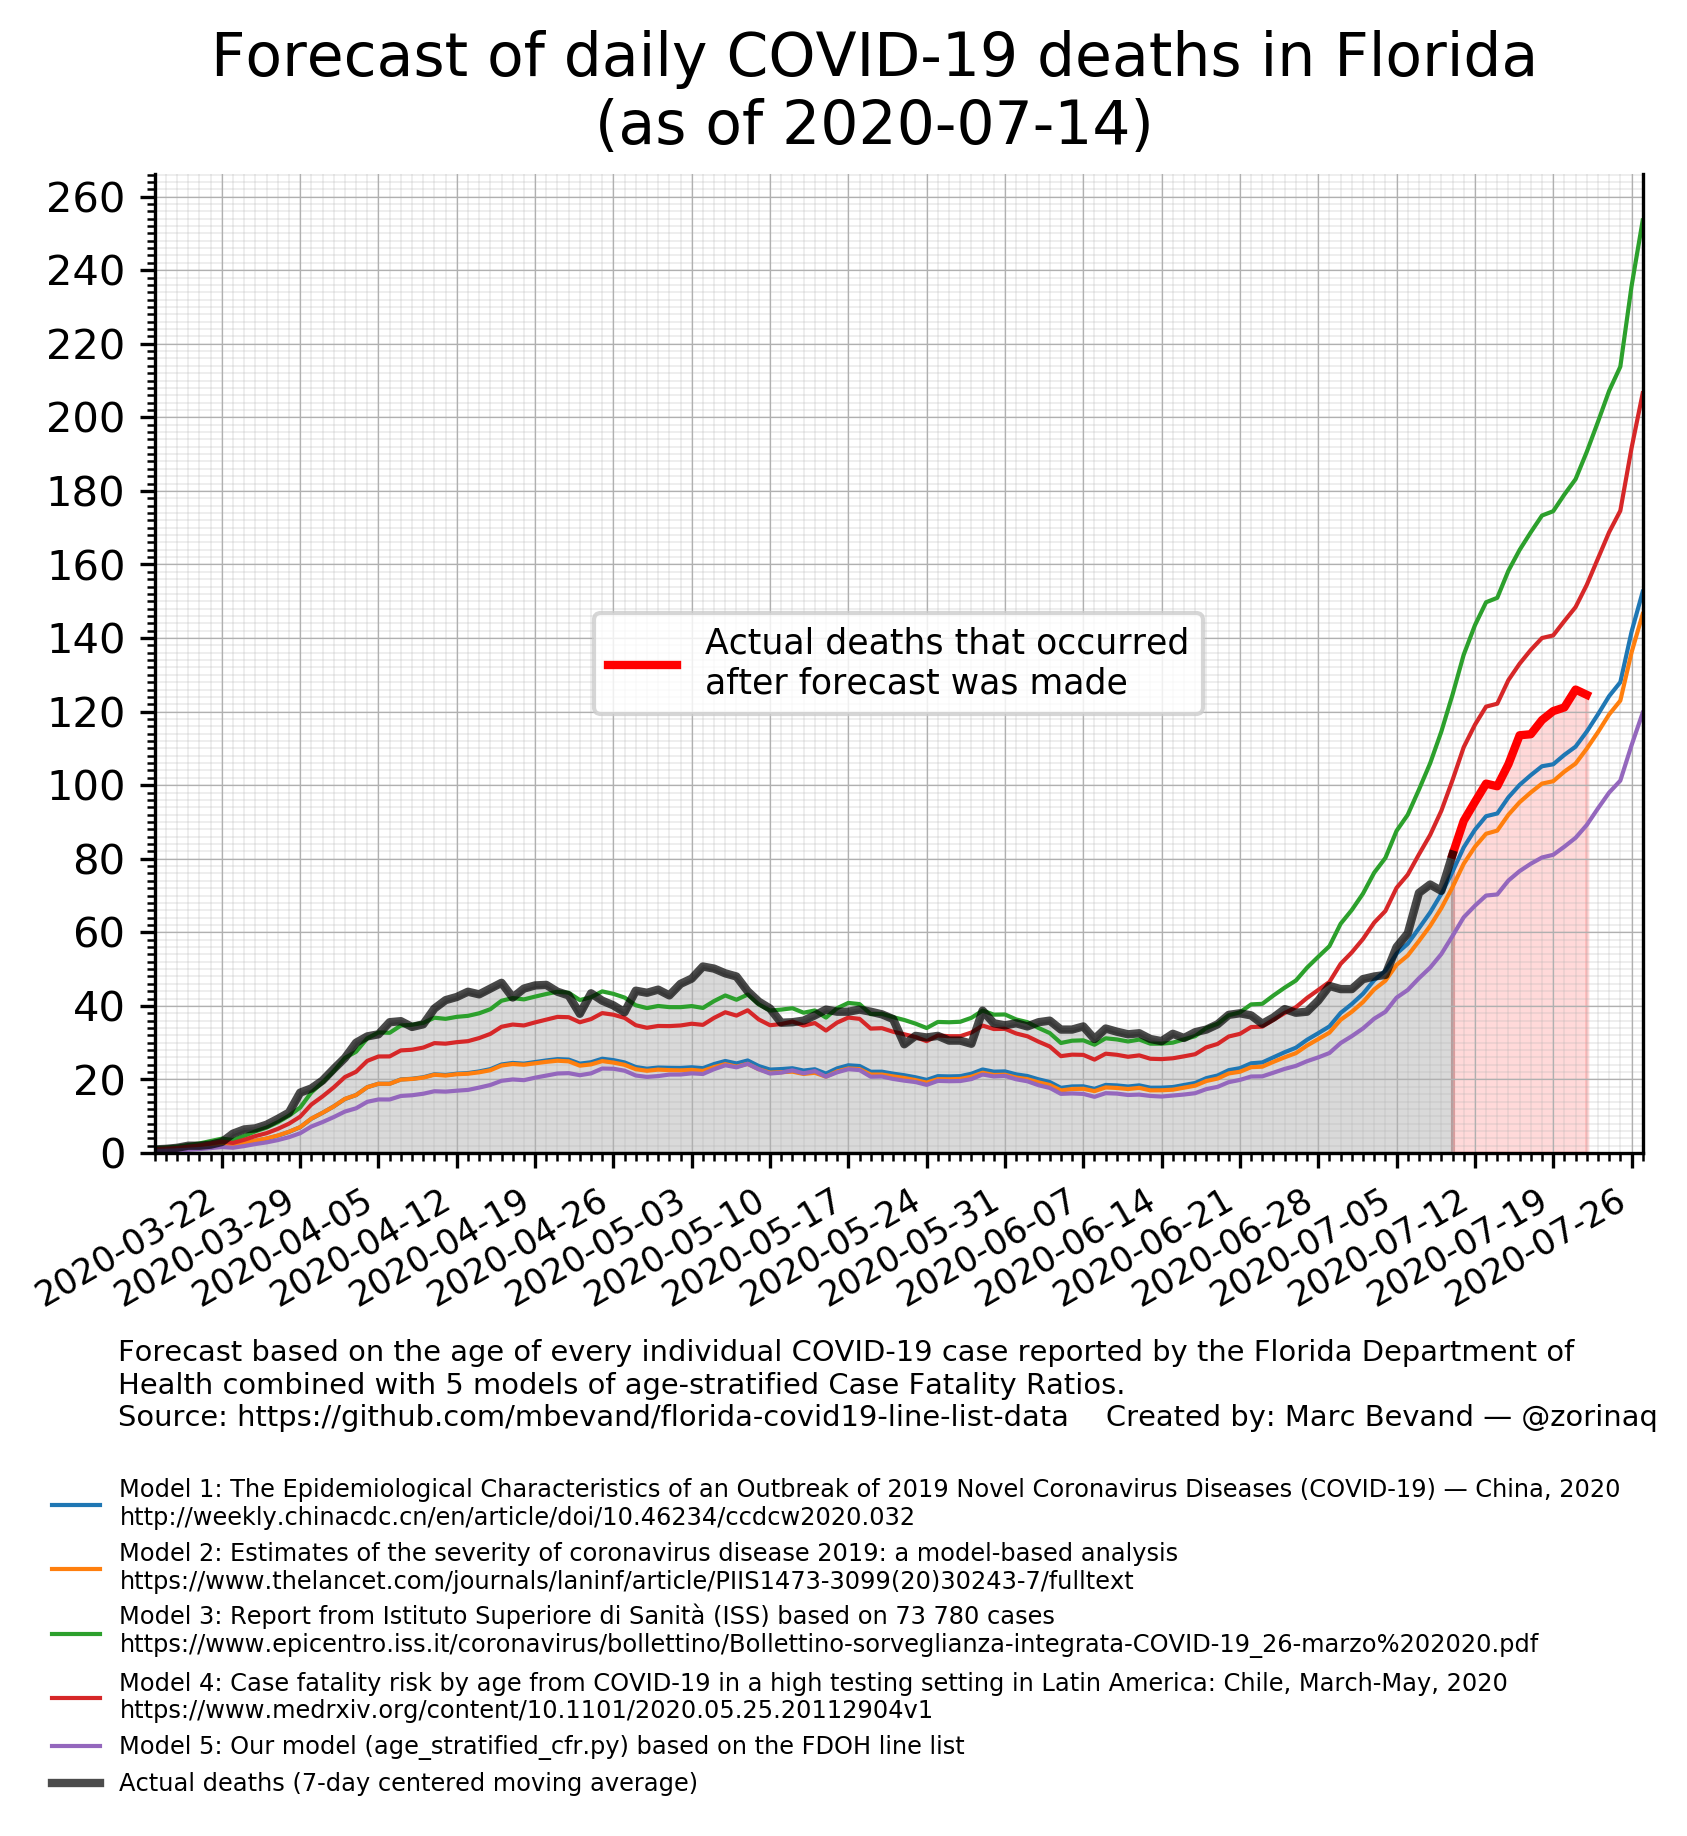 Forecast of daily COVID-19 deaths in Florida
(as of 2020-07-14)
260
240
220
200
180
160
140
120
100
80
60
40
20
0
Actual deaths that occurred
after forecast was made
2020-03-22
2020-03-29
2020-04-05
2020-04-12
2020-04-19
2020-04-26
2020-05-03
2020-05-10
2020-05-17
2020-05-24
2020-05-31
2020-06-07
2020-06-14
2020-06-21
2020-06-28
2020-07-05
2020-07-12
2020-07-19
2020-07-26
Forecast based on the age of every individual COVID-19 case reported by the Florida Department of
Health combined with 5 models of age-stratified Case Fatality Ratios.
Source: https://github.com/mbevand/florida-covid19-line-list-data    Created by: Marc Bevand — @zorinaq
Model 1: The Epidemiological Characteristics of an Outbreak of 2019 Novel Coronavirus Diseases (COVID-19) — China, 2020
http://weekly.chinacdc.cn/en/article/doi/10.46234/ccdcw2020.032
Model 2: Estimates of the severity of coronavirus disease 2019: a model-based analysis
https://www.thelancet.com/journals/laninf/article/PIIS1473-3099(20)30243-7/fulltext
Model 3: Report from Istituto Superiore di Sanità (ISS) based on 73 780 cases
https://www.epicentro.iss.it/coronavirus/bollettino/Bollettino-sorveglianza-integrata-COVID-19_26-marzo%202020.pdf
Model 4: Case fatality risk by age from COVID-19 in a high testing setting in Latin America: Chile, March-May, 2020
https://www.medrxiv.org/content/10.1101/2020.05.25.20112904v1
Model 5: Our model (age_stratified_cfr.py) based on the FDOH line list
Actual deaths (7-day centered moving average)